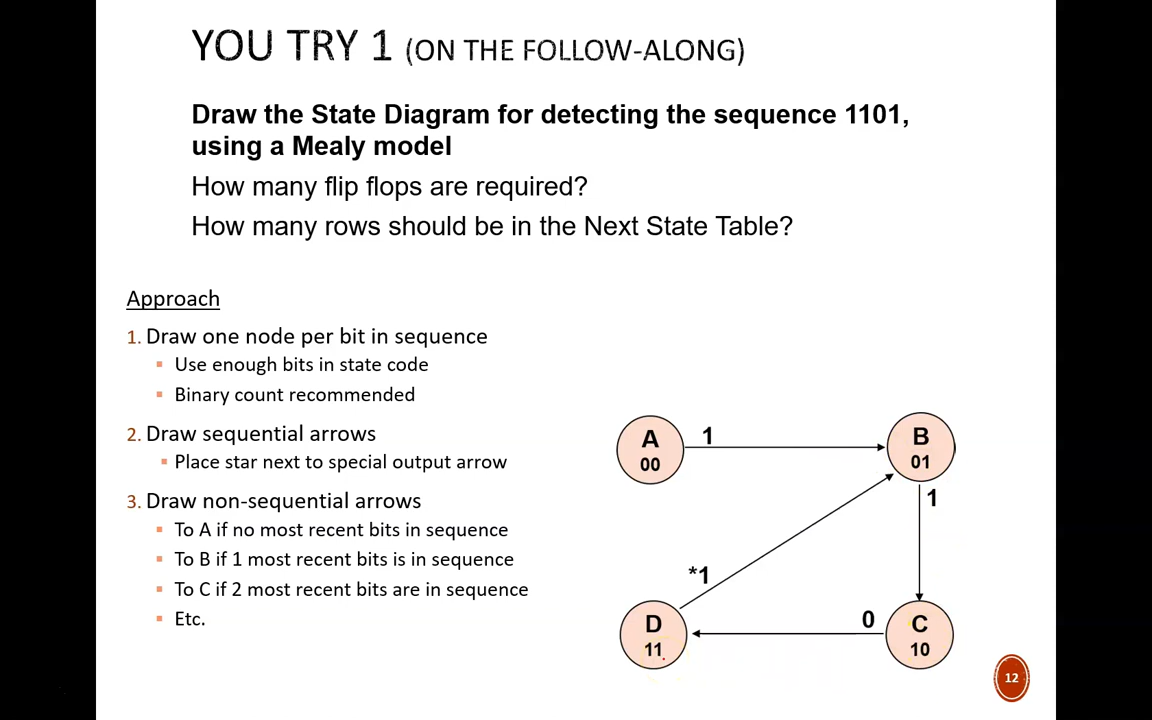 YOU TRY 1 (ON THE FOLLOW-ALONG)
Draw the State Diagram for detecting the sequence 1101,
using a Mealy model
How many flip flops are required?
How many rows should be in the Next State Table?
Approach
1. Draw one node per bit in sequence
▪ Use enough bits in state code
▪ Binary count recommended
2. Draw sequential arrows
▪ Place star next to special output arrow
3. Draw non-sequential arrows
▪ To A if no most recent bits in sequence
▪ To B if 1 most recent bits is in sequence
▪ To C if 2 most recent bits are in sequence
▪ Etc.
A
00
1
B
01
1
*1
D
11
0
C
10
12